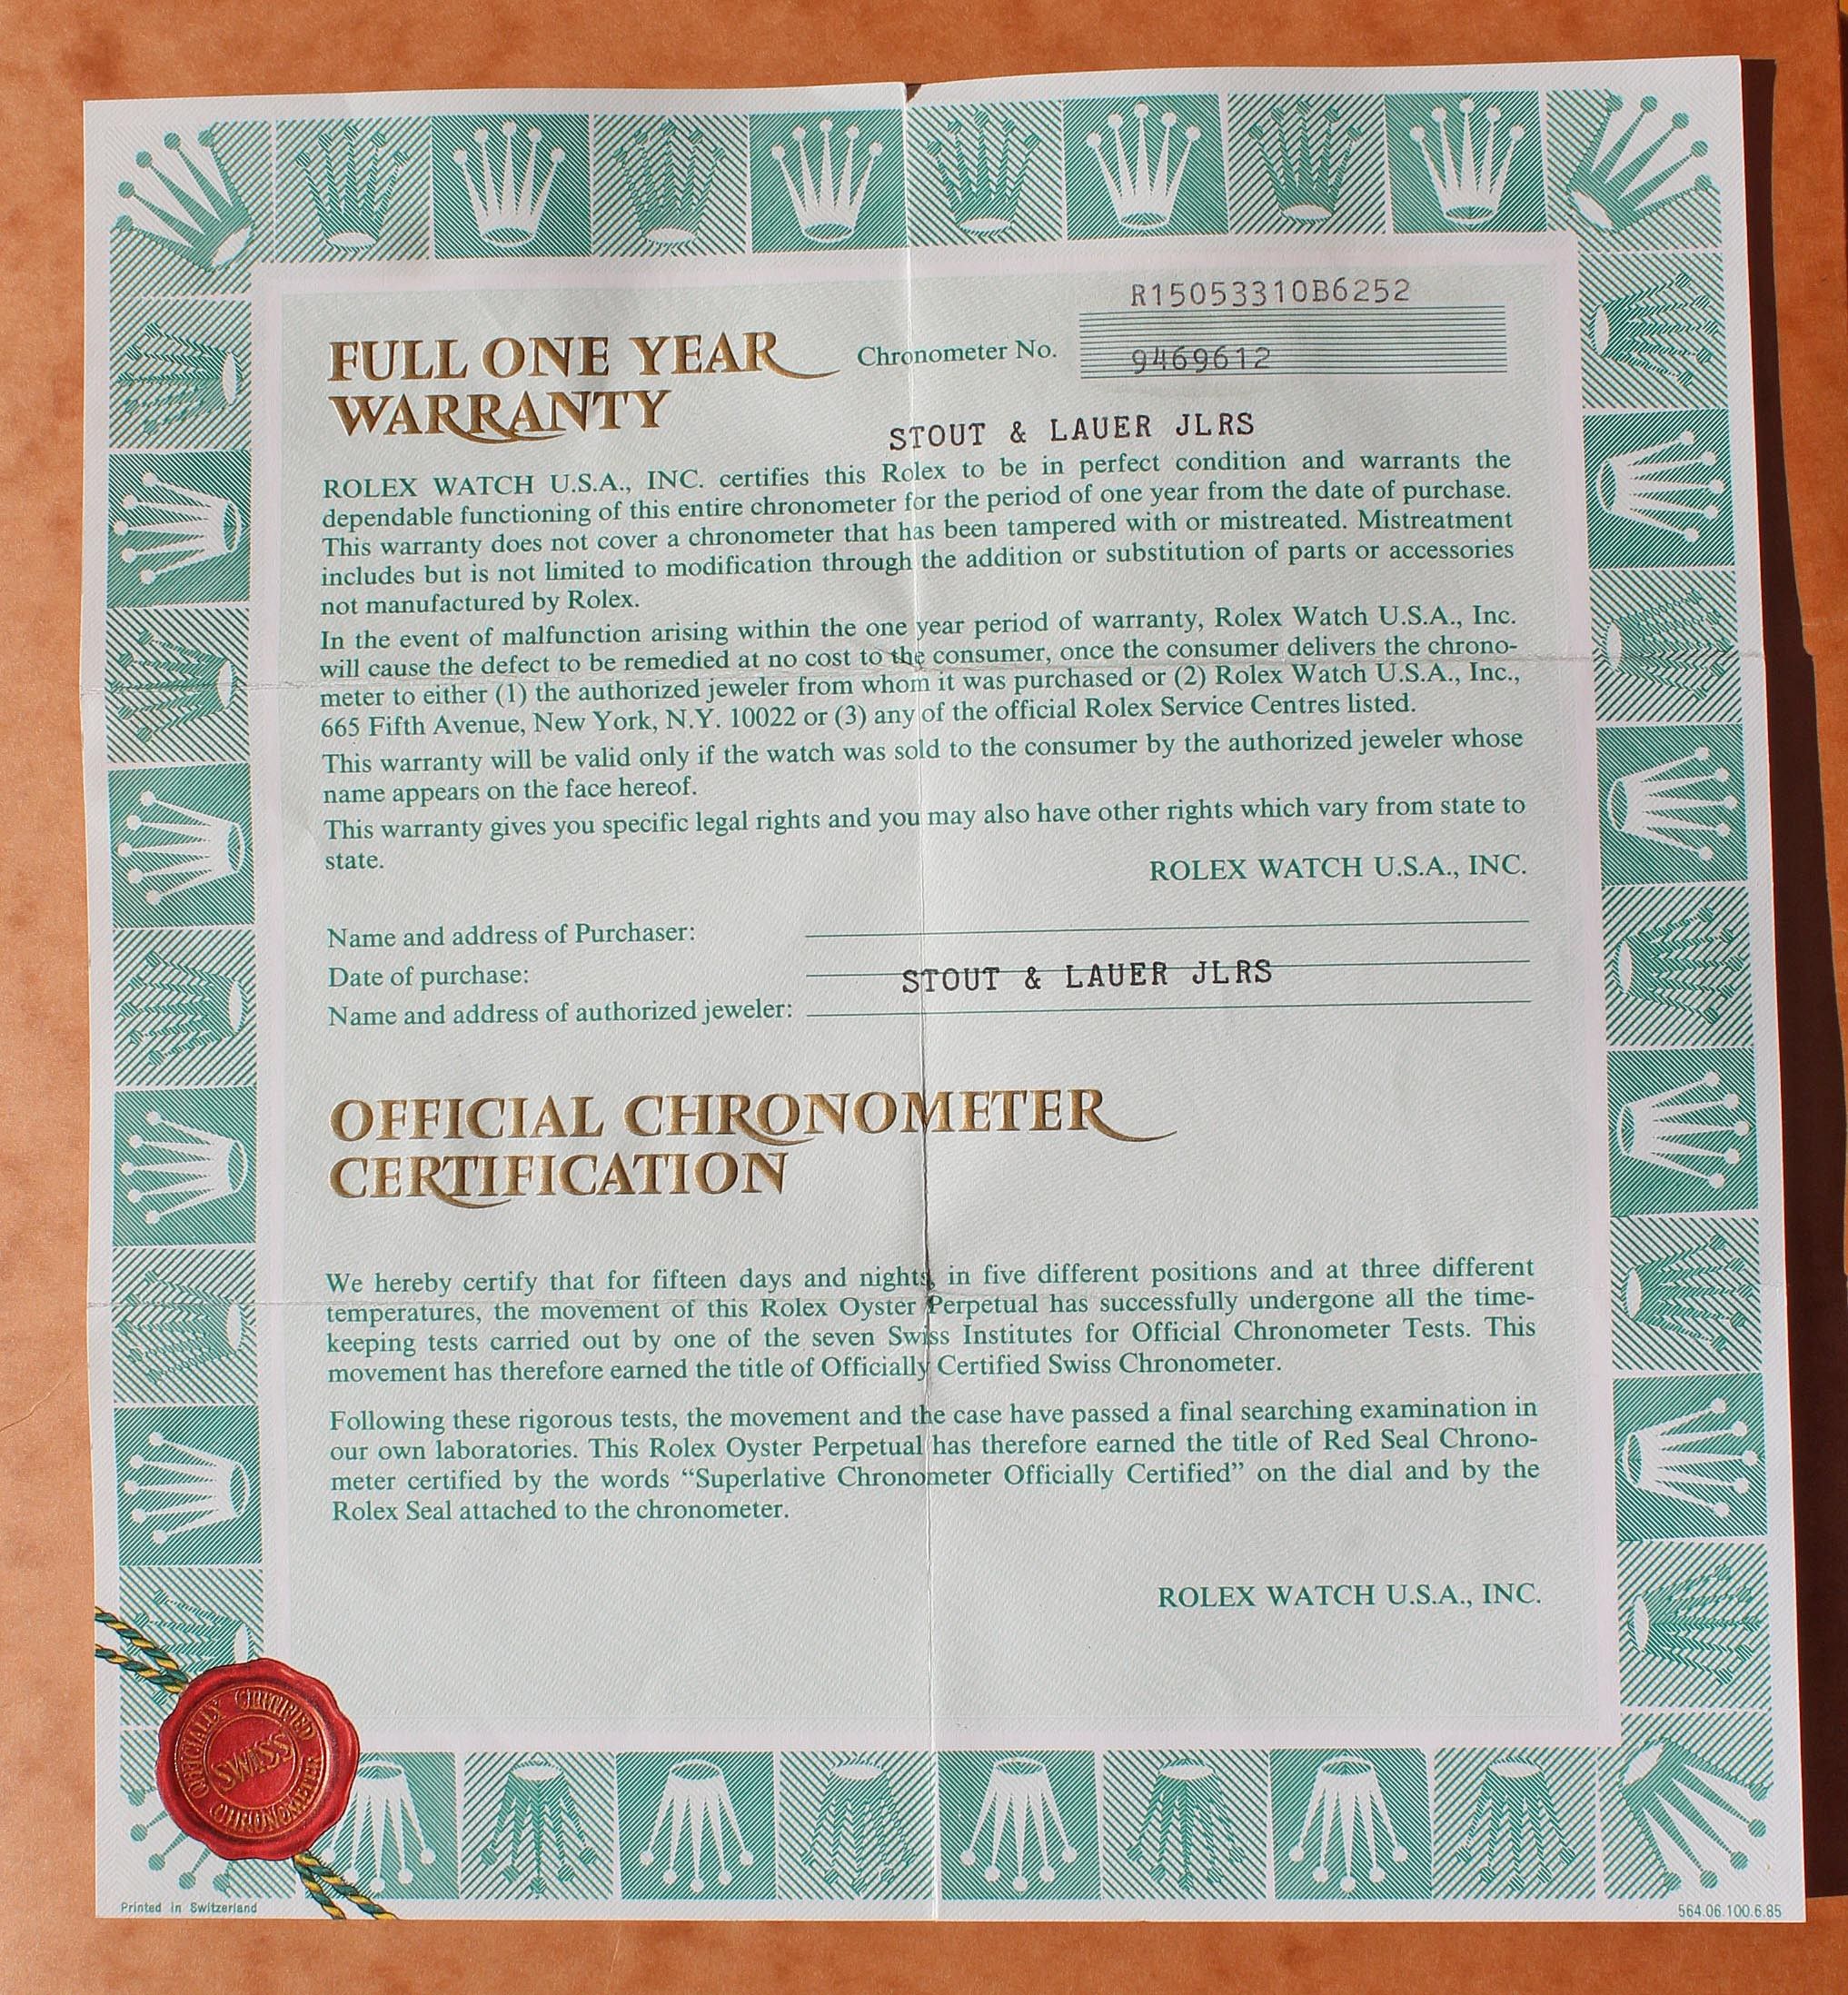 R15053310B6252
FULL ONE YEAR
WARRANTY
Chronometer No.
9469612
STOUT & LAUER JLRS
ROLEX WATCH U.S.A., INC. certifies this Rolex to be in perfect condition and warrants the
dependable functioning of this entire chronometer for the period of one year from the date of purchase.
This warranty does not cover a chronometer that has been tampered with or mistreated. Mistreatment
includes but is not limited to modification through the addition or substitution of parts or accessories
not manufactured by Rolex.
In the event of malfunction arising within the one year period of warranty, Rolex Watch U.S.A., Inc.
will cause the defect to be remedied at no cost to the consumer, once the consumer delivers the chrono-
meter to either (1) the authorized jeweler from whom it was purchased or (2) Rolex Watch U.S.A., Inc.,
665 Fifth Avenue, New York, N.Y. 10022 or (3) any of the official Rolex Service Centres listed.
This warranty will be valid only if the watch was sold to the consumer by the authorized jeweler whose
name appears on the face hereof.
This warranty gives you specific legal rights and you may also have other rights which vary from state to
state.
ROLEX WATCH U.S.A., INC.
Name and address of Purchaser:
Date of purchase:
STOUT & LAUER JLRS
Name and address of authorized jeweler:
OFFICIAL CHRONOMETER
CERTIFICATION
We hereby certify that for fifteen days and nights, in five different positions and at three different
temperatures, the movement of this Rolex Oyster Perpetual has successfully undergone all the time-
keeping tests carried out by one of the seven Swiss Institutes for Official Chronometer Tests. This
movement has therefore earned the title of Officially Certified Swiss Chronometer.
Following these rigorous tests, the movement and the case have passed a final searching examination in
our own laboratories. This Rolex Oyster Perpetual has therefore earned the title of Red Seal Chrono-
meter certified by the words “Superlative Chronometer Officially Certified” on the dial and by the
Rolex Seal attached to the chronometer.
ROLEX WATCH U.S.A., INC.
OFFICIALLY CERTIFIED
SWISS
CHRONOMETER
Printed in Switzerland
564.06.100.6.85